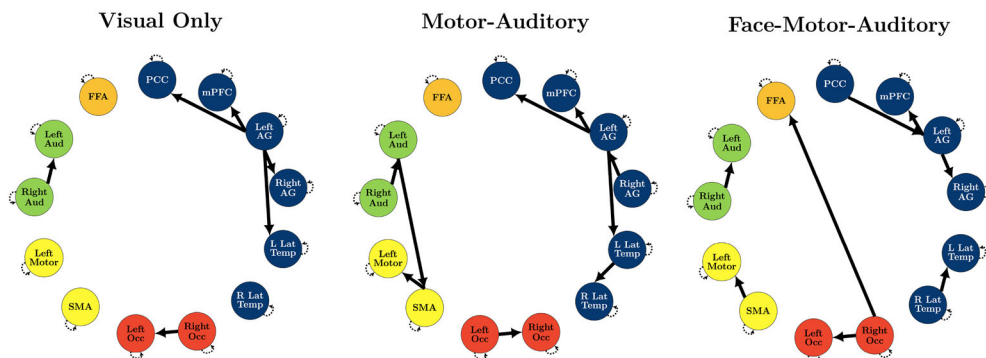 Visual Only
PCC
mPFC
FFA
Left
AG
Left
Aud
Right
AG
Right
Aud
L Lat
Temp
Left
Motor
R Lat
Temp
SMA
Left
Occ
Right
Occ
Motor-Auditory
PCC
mPFC
FFA
Left
AG
Left
Aud
Right
AG
Right
Aud
L Lat
Temp
Left
Motor
R Lat
Temp
SMA
Left
Occ
Right
Occ
Face-Motor-Auditory
PCC
mPFC
FFA
Left
AG
Left
Aud
Right
AG
Right
Aud
L Lat
Temp
Left
Motor
R Lat
Temp
SMA
Left
Occ
Right
Occ